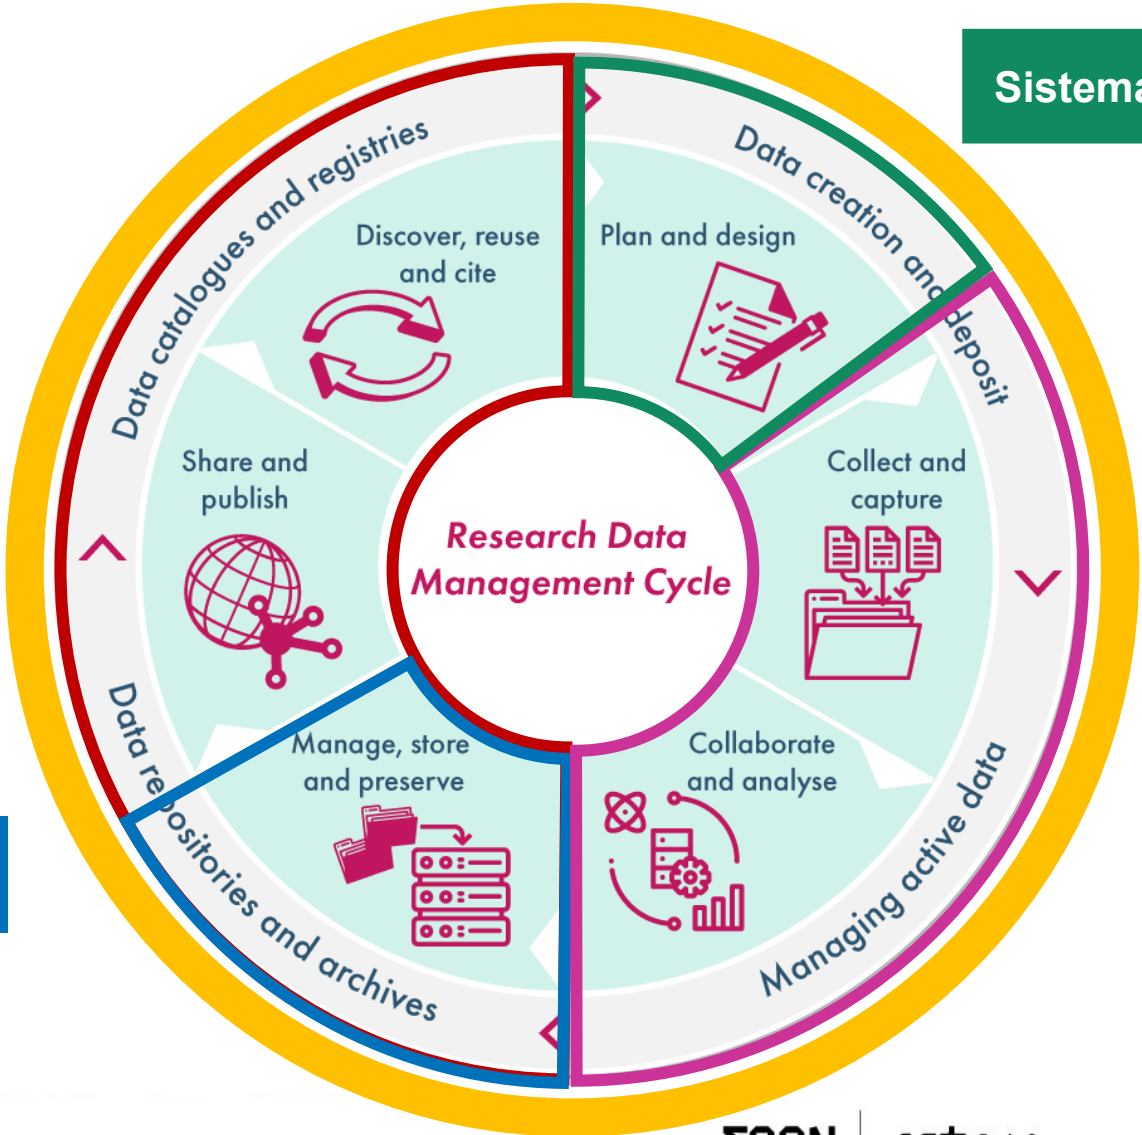 Sistema
Data creation and deposit
Plan and design
Collect and
capture
Managing active data
Collaborate
and analyse
Data repositories and archives
Manage, store
and preserve
Share and
publish
Data catalogues and registries
Discover, reuse
and cite
Research Data
Management Cycle